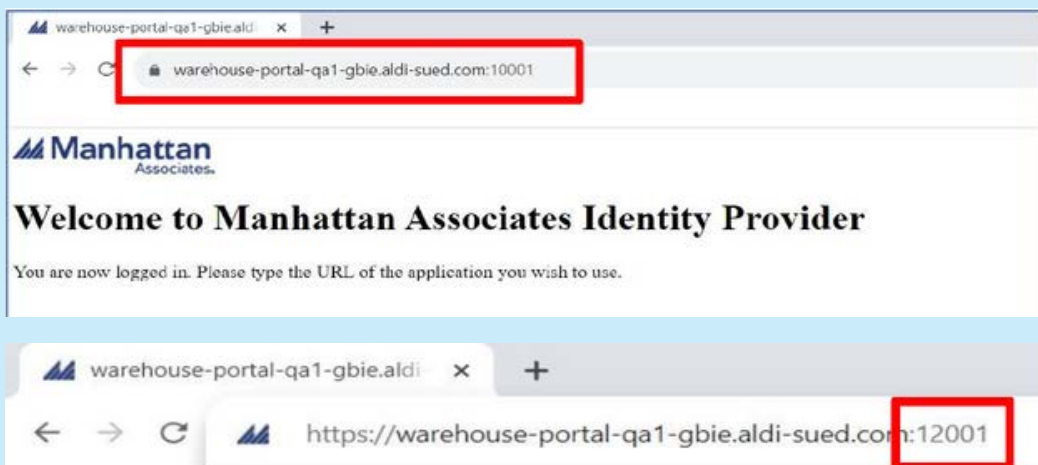 warehouse-portal-qa1-gbie.ald
warehouse-portal-qa1-gbie.aldi-sued.com:10001
Manhattan
Associates.
Welcome to Manhattan Associates Identity Provider
You are now logged in. Please type the URL of the application you wish to use.
warehouse-portal-qa1-gbie.aldi
https://warehouse-portal-qa1-gbie.aldi-sued.com:12001